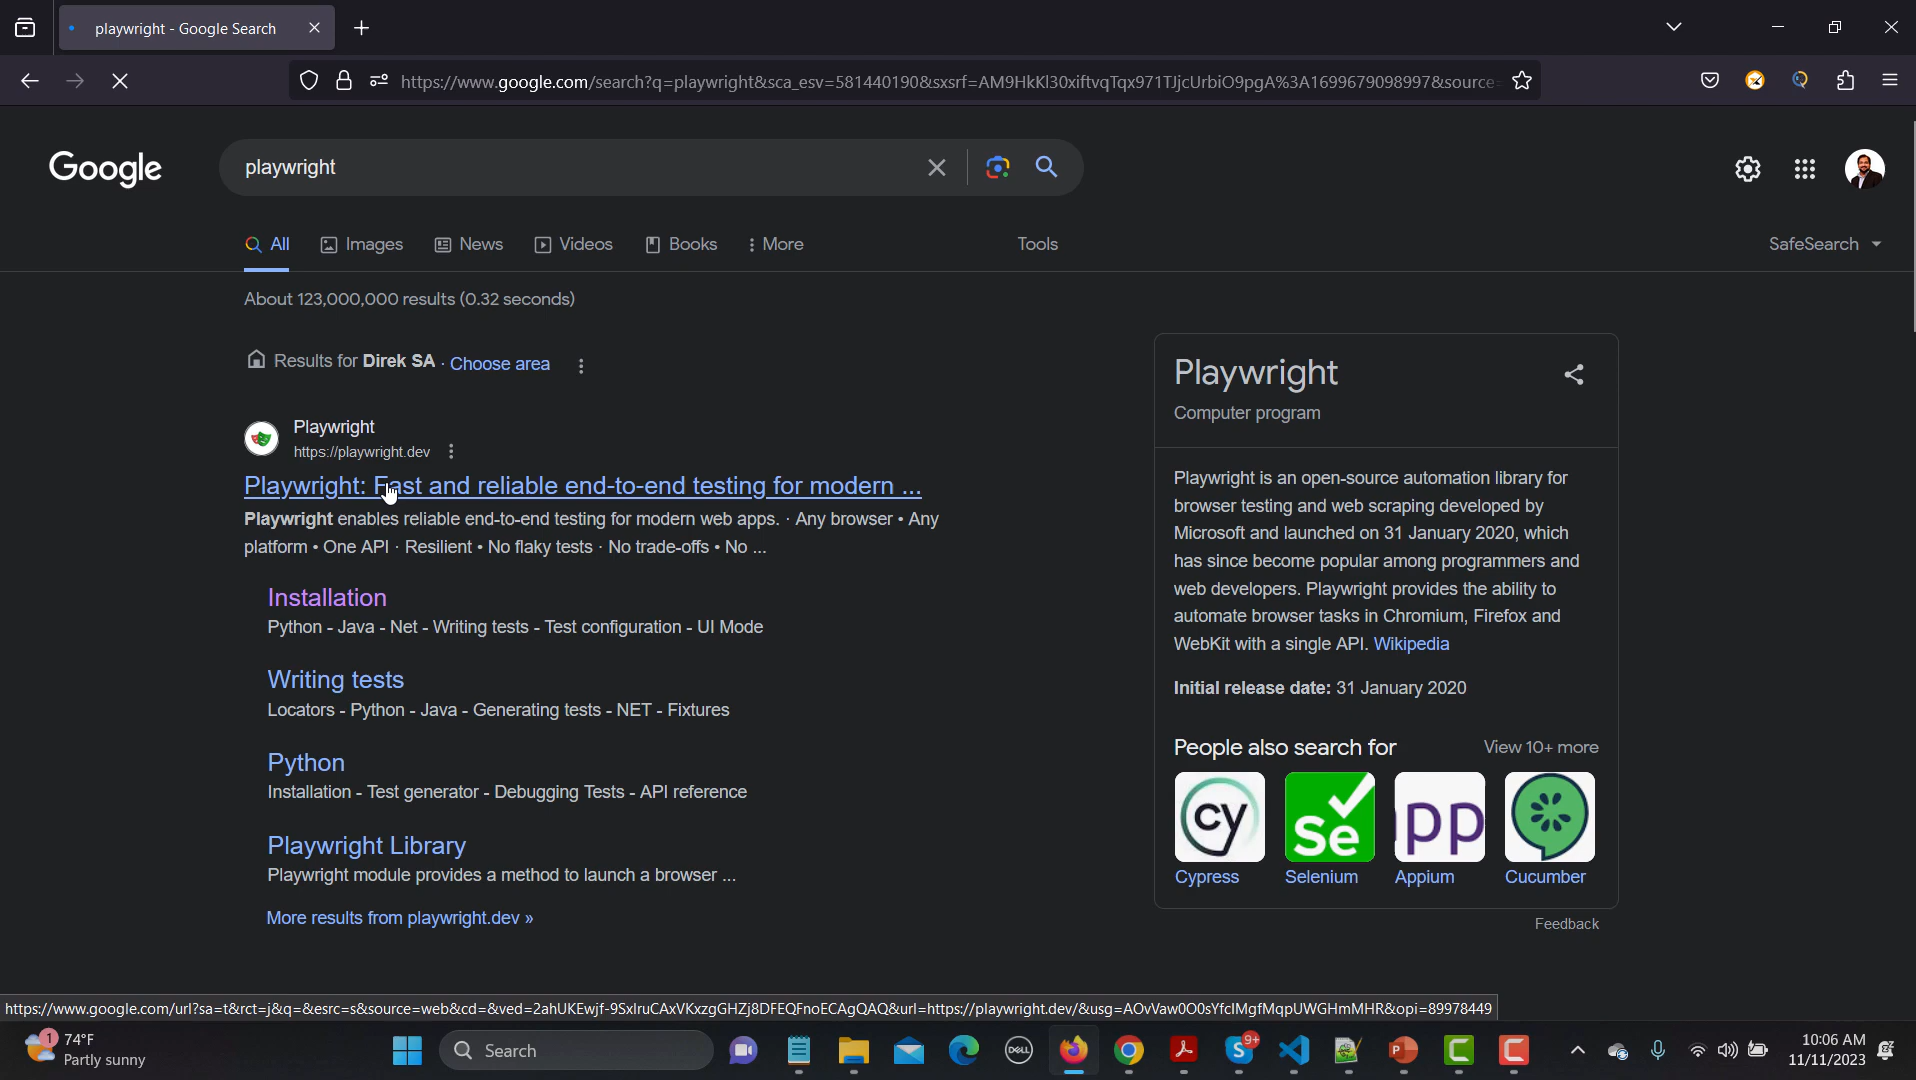 playwright - Google Search
https://www.google.com/search?q=playwright&sca_esv=581440190&sxsrf=AM9HkKl30xiftvqTqx971TJjcUrbiO9pgA%3A1699679098997&source=
Google
playwright
All
Images
News
Videos
Books
More
Tools
SafeSearch
About 123,000,000 results (0.32 seconds)
Results for Direk SA · Choose area
Playwright
https://playwright.dev
Playwright: Fast and reliable end-to-end testing for modern ...
Playwright enables reliable end-to-end testing for modern web apps. · Any browser • Any
platform • One API · Resilient • No flaky tests · No trade-offs • No ...
Installation
Python - Java - Net - Writing tests - Test configuration - UI Mode
Writing tests
Locators - Python - Java - Generating tests - NET - Fixtures
Python
Installation - Test generator - Debugging Tests - API reference
Playwright Library
Playwright module provides a method to launch a browser ...
More results from playwright.dev »
Playwright
Computer program
Playwright is an open-source automation library for
browser testing and web scraping developed by
Microsoft and launched on 31 January 2020, which
has since become popular among programmers and
web developers. Playwright provides the ability to
automate browser tasks in Chromium, Firefox and
WebKit with a single API. Wikipedia
Initial release date: 31 January 2020
People also search for
View 10+ more
cy
Se
pp
Cypress
Selenium
Appium
Cucumber
Feedback
https://www.google.com/url?sa=t&rct=j&q=&esrc=s&source=web&cd=&ved=2ahUKEwjf-9SxlruCAxVKxzgGHZj8DFEQFnoECAgQAQ&url=https://playwright.dev/&usg=AOvVaw0O0sYfcIMgfMqpUWGHmMHR&opi=89978449
1
74°F
Partly sunny
Search
DELL
9+
S
P
C
C
10:06 AM
11/11/2023